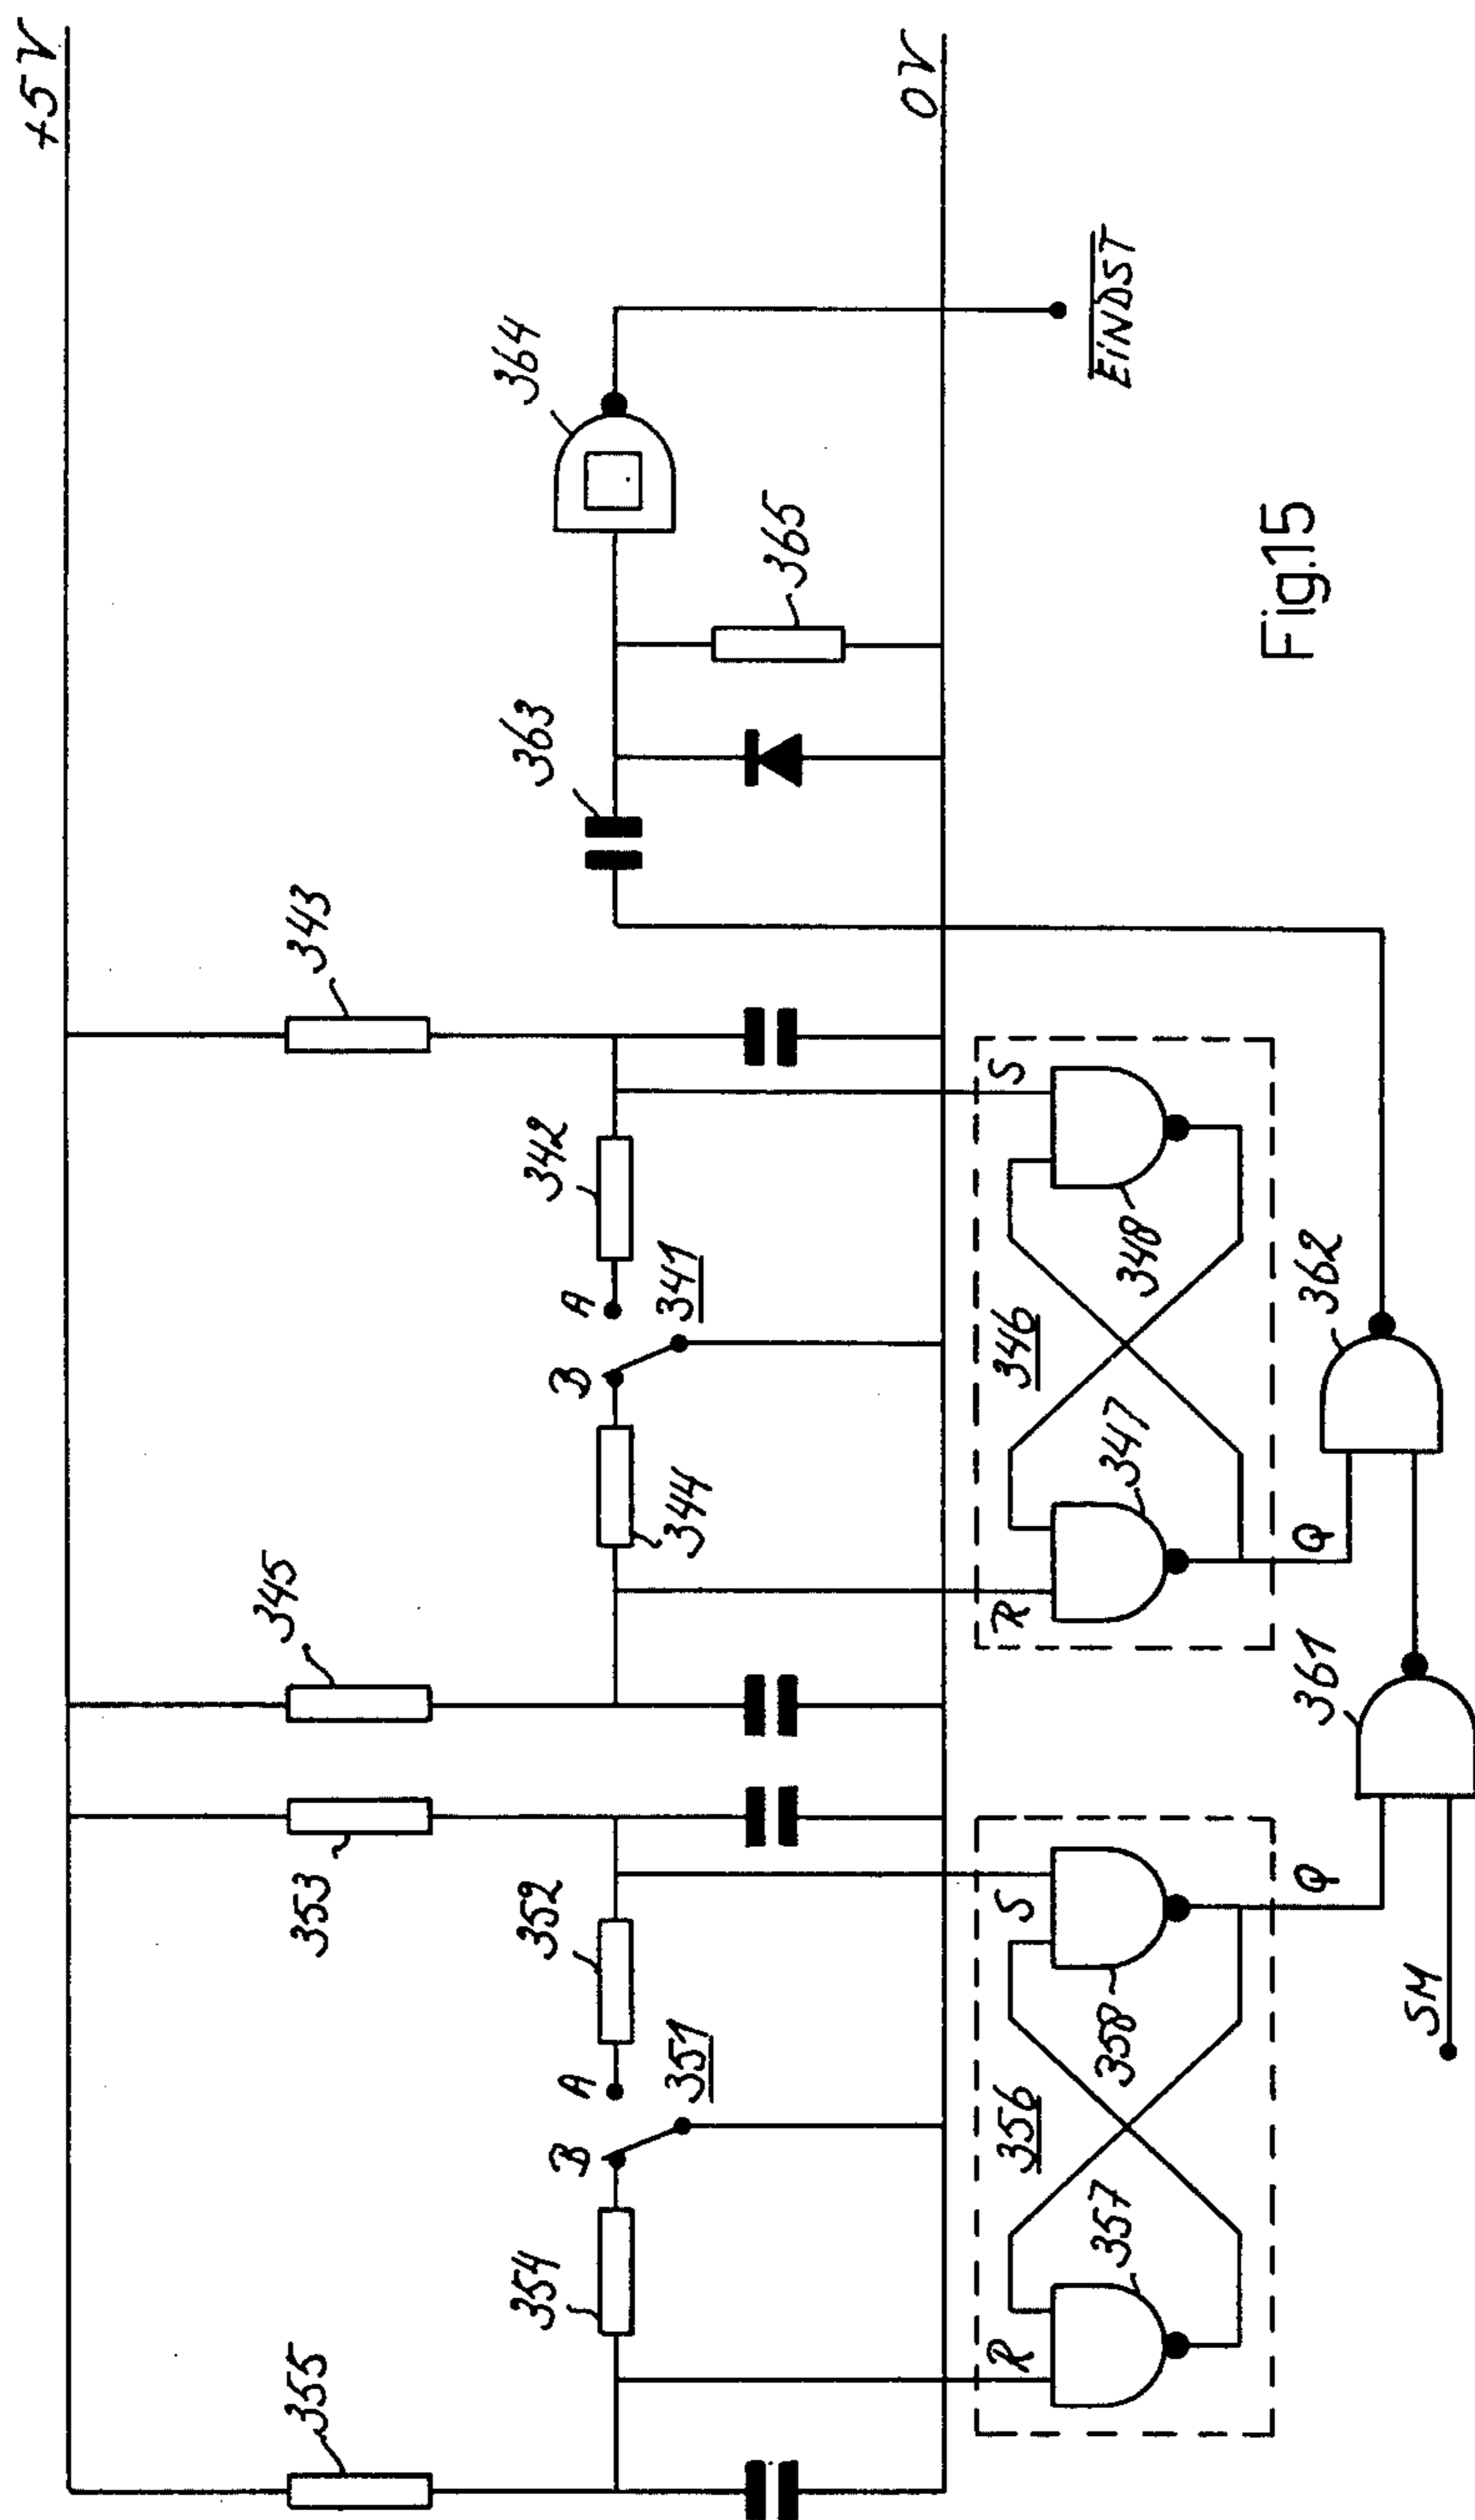 +5V
355
353
345
343
354
B
A
351
352
344
B
A
341
342
363
365
364
0V
R
357
356
358
S
Q
R
347
346
348
S
Q
SM
361
362
EINDST
Fig.15